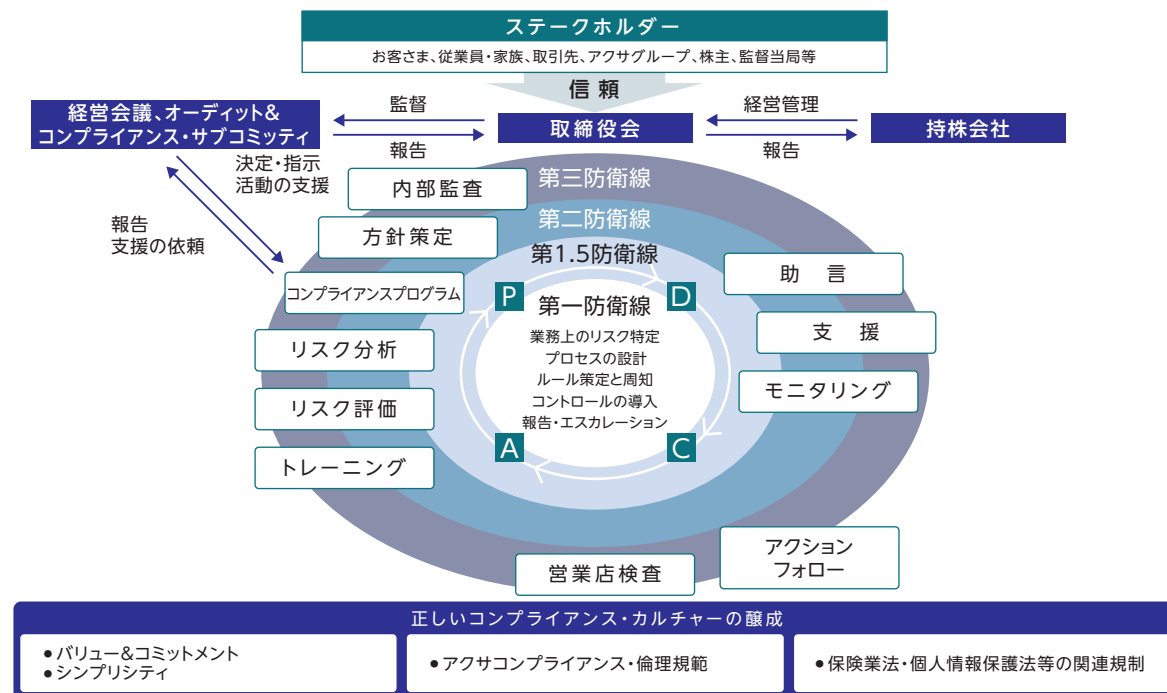 ステークホルダー
お客さま、従業員・家族、取引先、アクサグループ、株主、監督当局等
信頼
経営会議、オーディット&
コンプライアンス・サブコミッティ
監督
報告
取締役会
経営管理
報告
持株会社
決定・指示
活動の支援
報告
支援の依頼
内部監査
方針策定
コンプライアンスプログラム
リスク分析
リスク評価
トレーニング
第三防衛線
第二防衛線
第1.5防衛線
P
D
第一防衛線
業務上のリスク特定
プロセスの設計
ルール策定と周知
コントロールの導入
報告・エスカレーション
A
C
助言
支援
モニタリング
アクション
フォロー
営業店検査
正しいコンプライアンス・カルチャーの醸成
●バリュー&コミットメント
●シンプリシティ
●アクサコンプライアンス・倫理規範
●保険業法・個人情報保護法等の関連規制